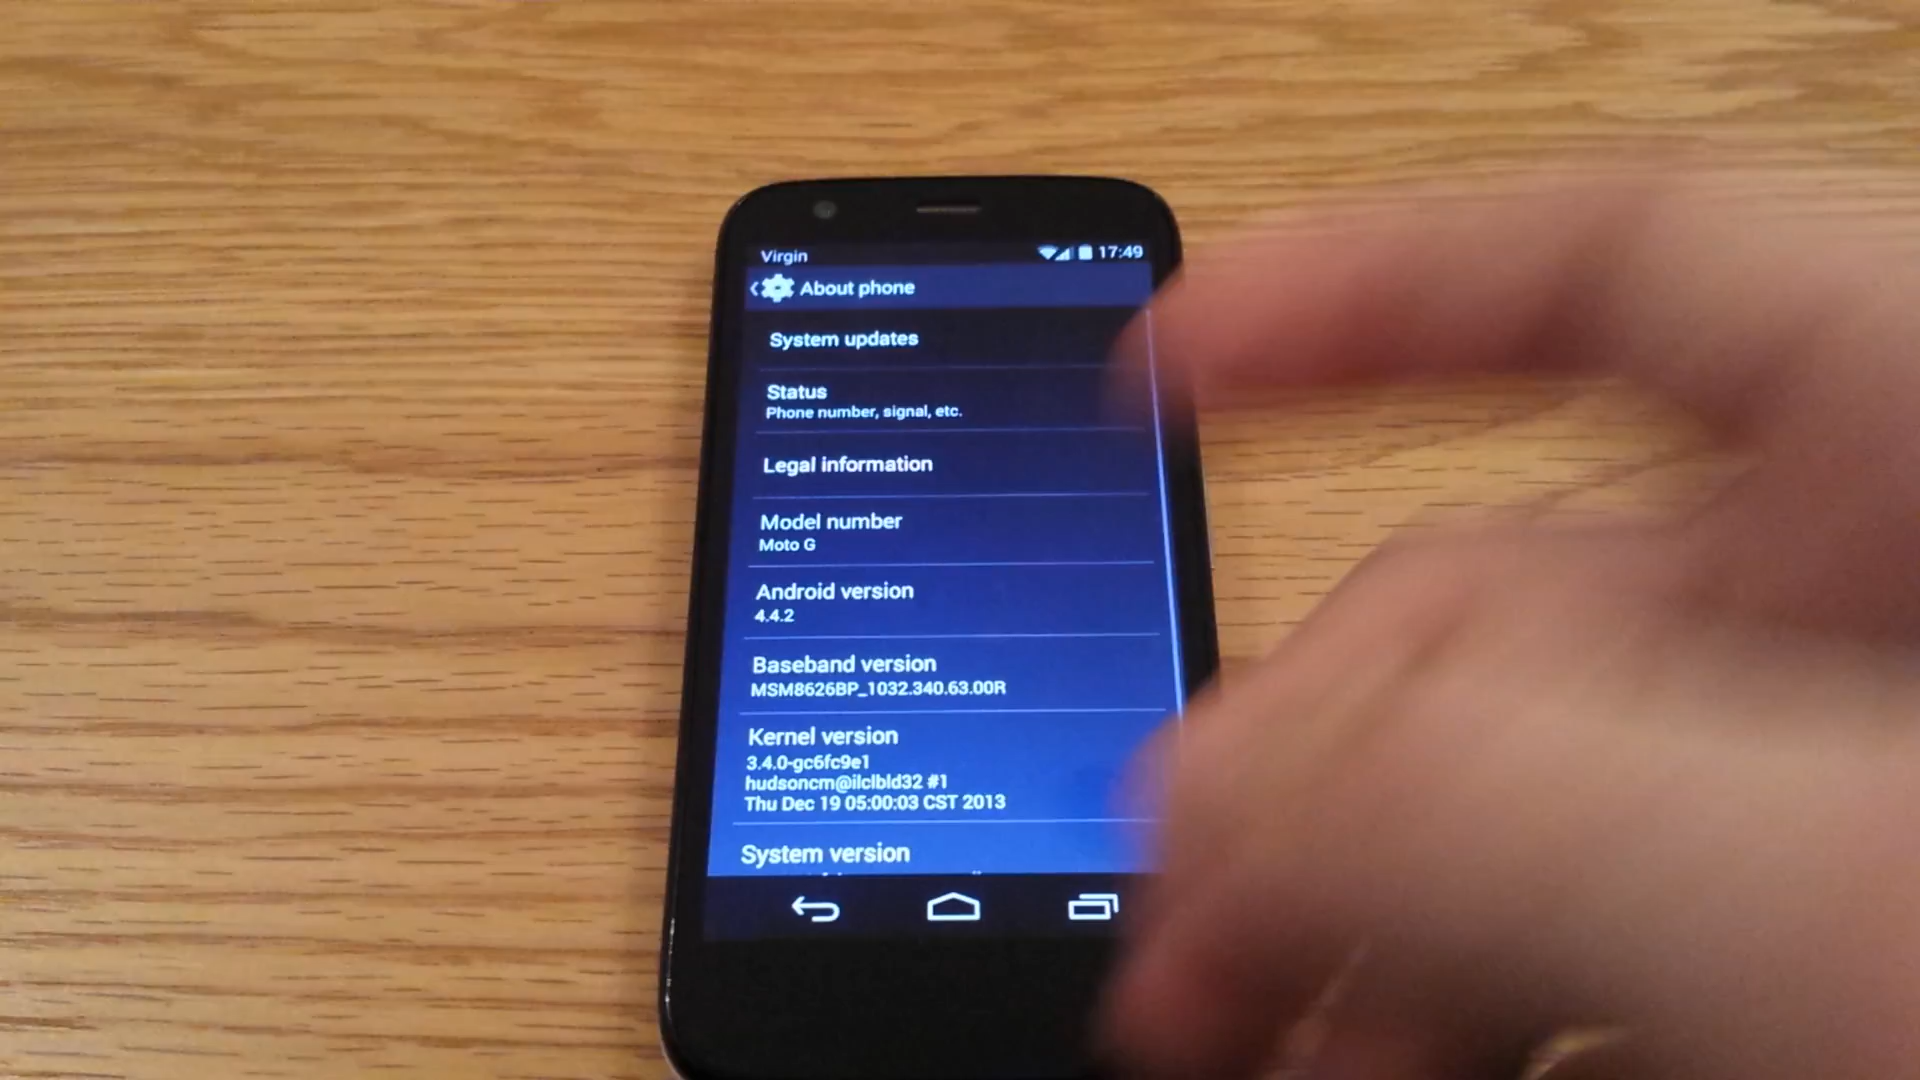 Virgin 17:49
About phone
System updates
Status
Phone number, signal, etc.
Legal information
Model number
Moto G
Android version
4.4.2
Baseband version
MSM8626BP_1032.340.63.00R
Kernel version
3.4.0-gc6fc9e1
hudsoncm@ilclbld32 #1
Thu Dec 19 05:00:03 CST 2013
System version